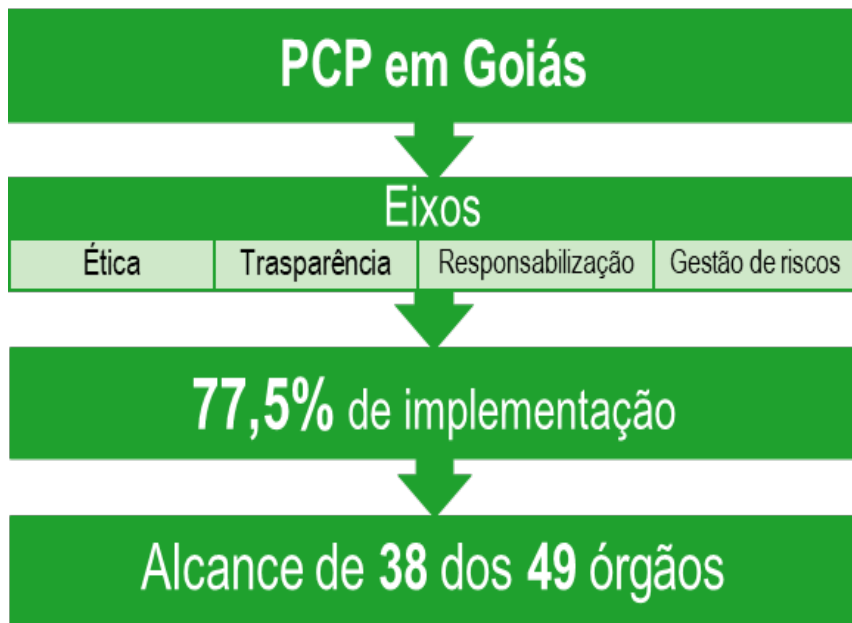 PCP em Goiás
Eixos
Ética Trasparência Responsabilização Gestão de riscos
77,5% de implementação
Alcance de 38 dos 49 órgãos